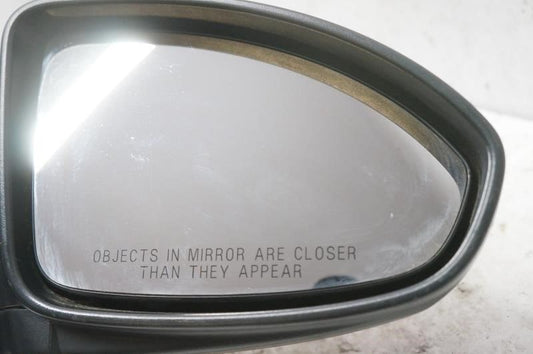 OBJECTS IN MIRROR ARE CLOSER
THAN THEY APPEAR